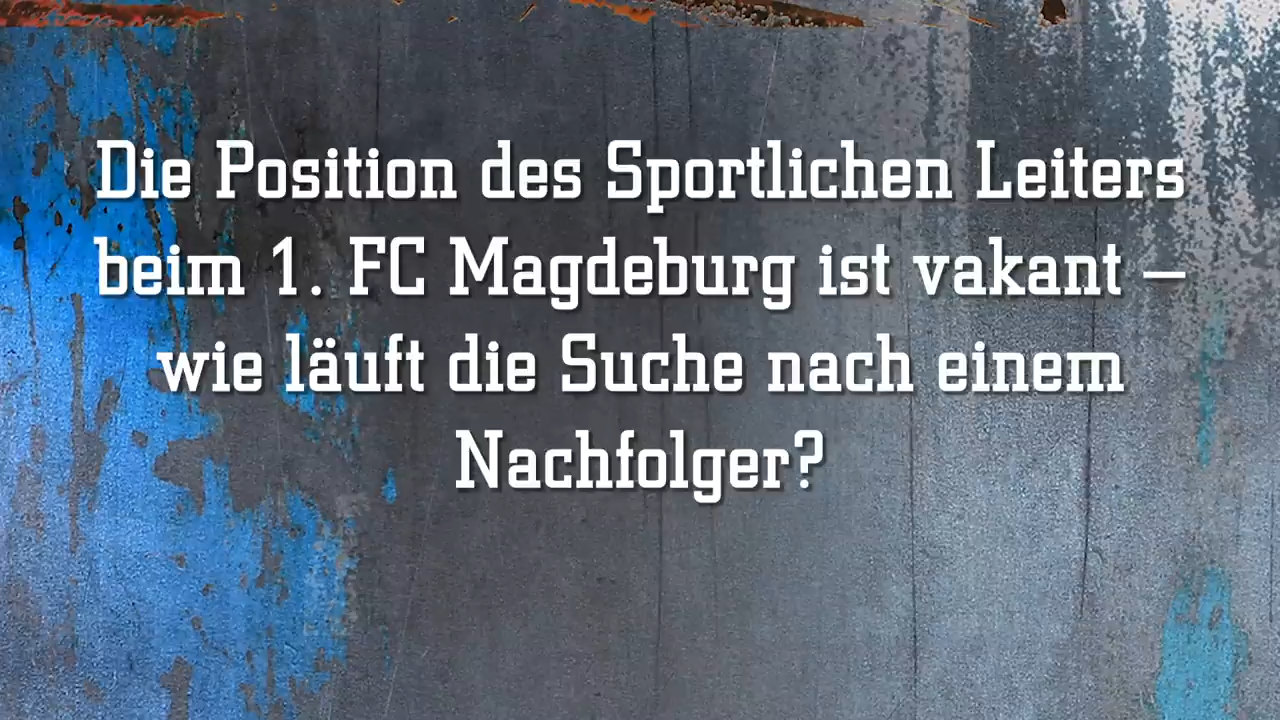 Die Position des Sportlichen Leiters
beim 1. FC Magdeburg ist vakant –
wie läuft die Suche nach einem
Nachfolger?